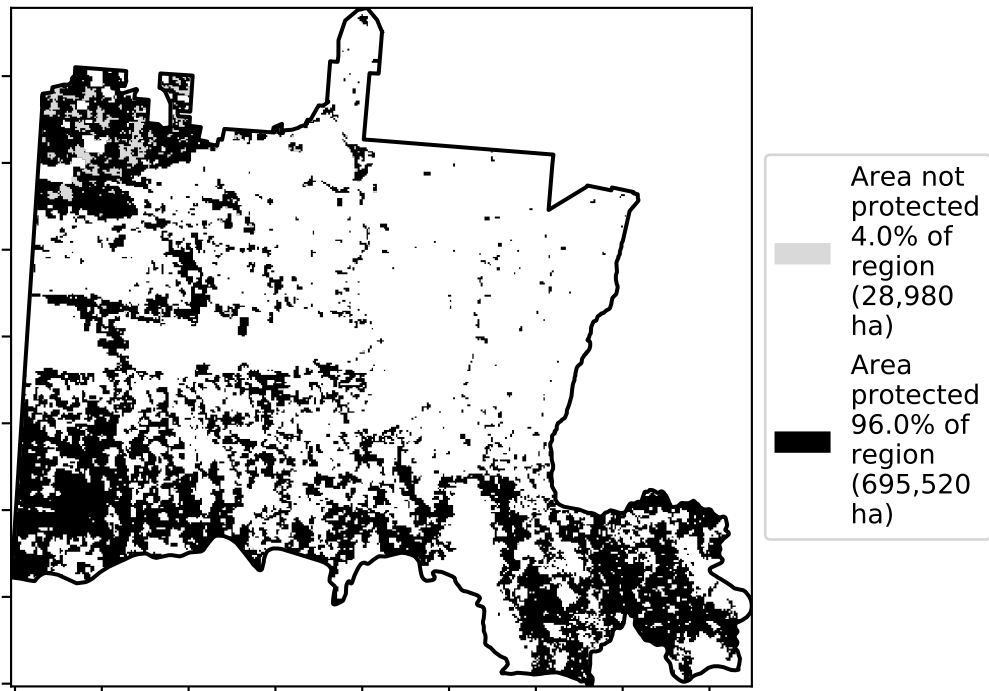 Area not
protected
4.0% of
region
(28,980
ha)
Area
protected
96.0% of
region
(695,520
ha)